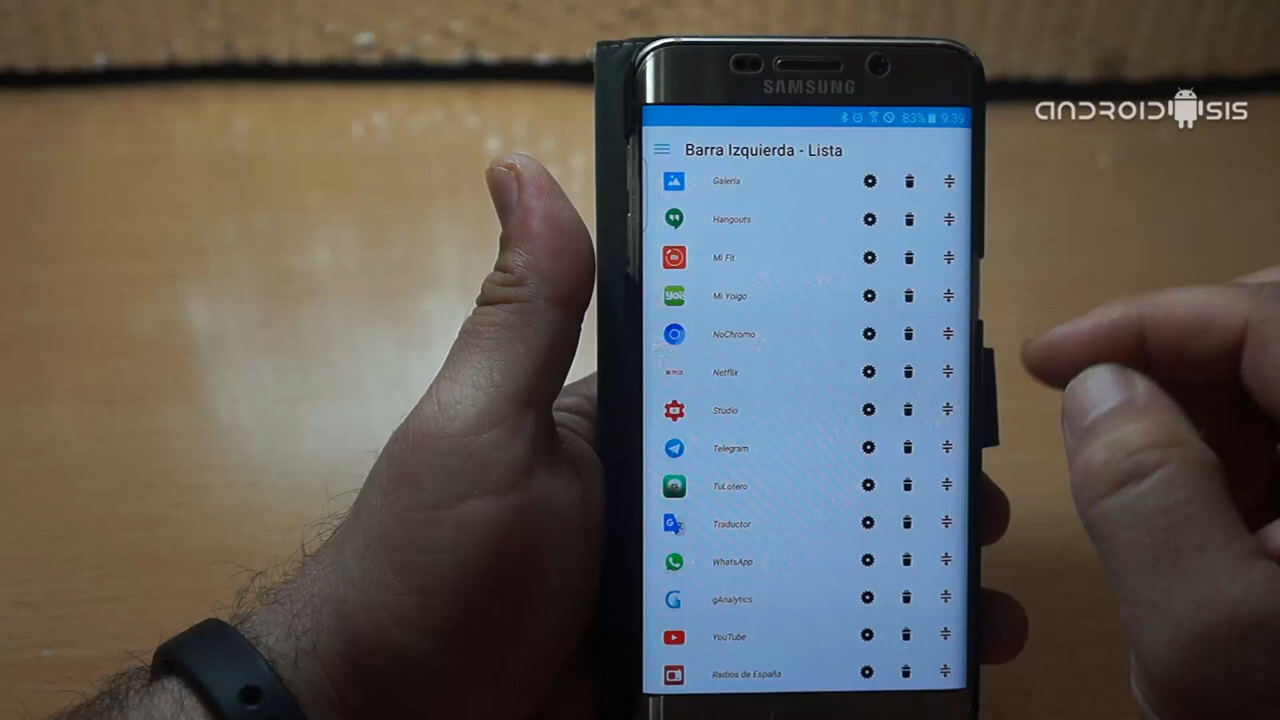 ANDROIDSIS
SAMSUNG
83% 9:39
Barra Izquierda - Lista
Galería
Hangouts
Mi Fit
Mi Yoigo
NoChromo
Netflix
Studio
Telegram
TuLotero
Traductor
WhatsApp
gAnalytics
YouTube
Radios de España